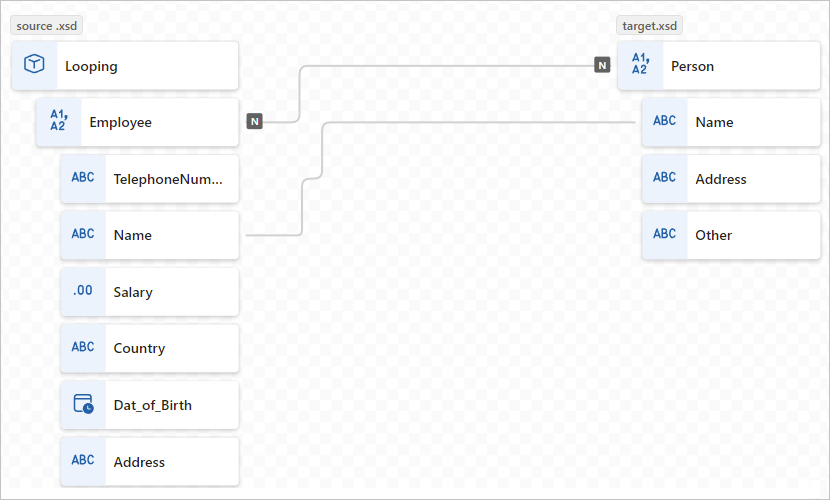 source .xsd
target.xsd
Looping
N
A1,
A2
Person
A1,
A2
Employee
N
ABC
Name
ABC
TelephoneNum...
ABC
Address
ABC
Name
ABC
Other
.00
Salary
ABC
Country
Dat_of_Birth
ABC
Address